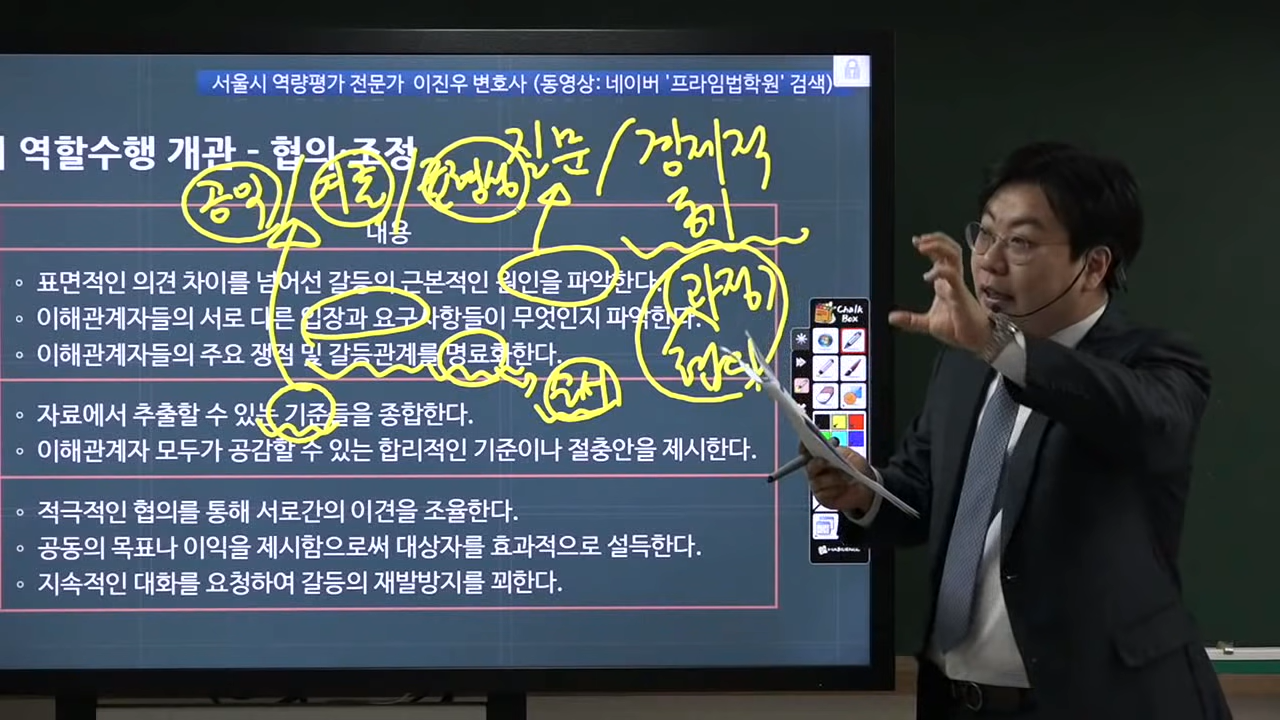 서울시 역량평가 전문가 이진우 변호사 (동영상: 네이버 '프라임법학원' 검색)
역할수행 개관 - 협의·조정
공익 / 투명성 질문 / 경제적
내용
과정
◦ 표면적인 의견 차이를 넘어선 갈등의 근본적인 원인을 파악한다.
◦ 이해관계자들의 서로 다른 입장과 요구사항들이 무엇인지 파악한다.
◦ 이해관계자들의 주요 쟁점 및 갈등관계를 명료화한다.
순서
◦ 자료에서 추출할 수 있는 기준들을 종합한다.
◦ 이해관계자 모두가 공감할 수 있는 합리적인 기준이나 절충안을 제시한다.
◦ 적극적인 협의를 통해 서로간의 이견을 조율한다.
◦ 공동의 목표나 이익을 제시함으로써 대상자를 효과적으로 설득한다.
◦ 지속적인 대화를 요청하여 갈등의 재발방지를 꾀한다.
Chalk Box